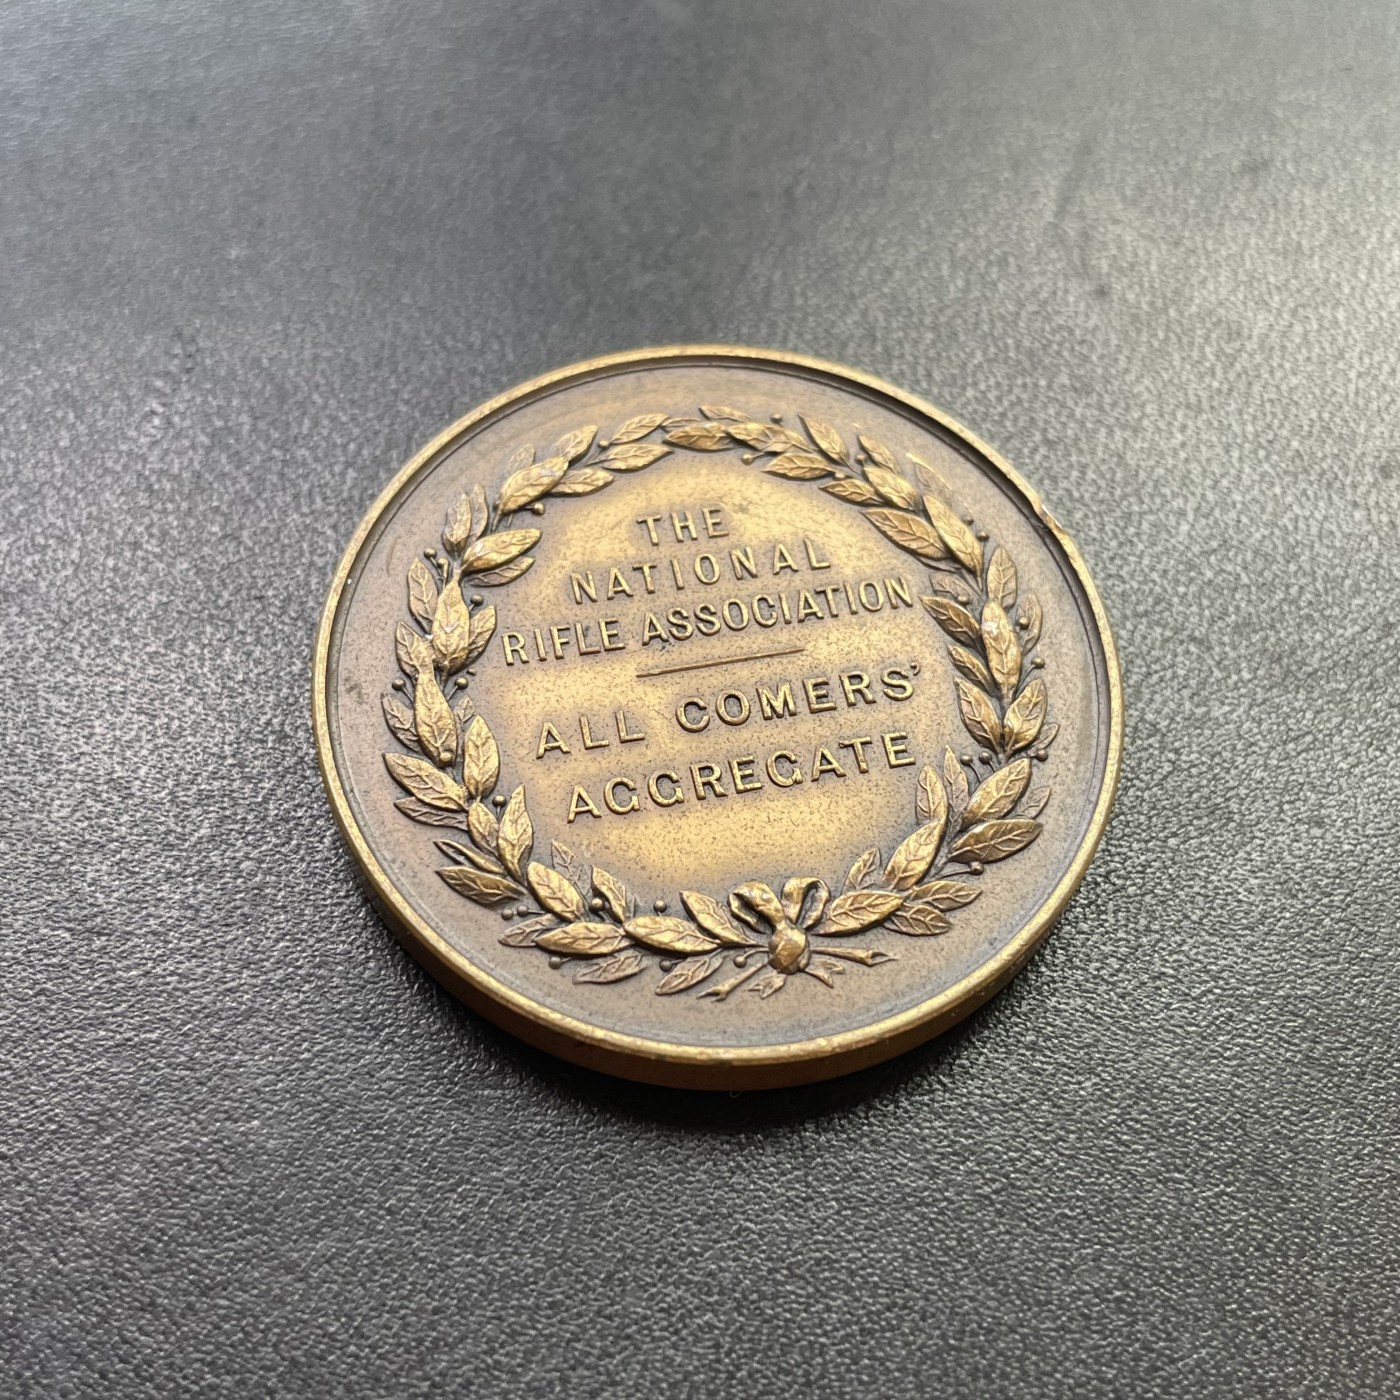 THE
NATIONAL
RIFLE ASSOCIATION
ALL COMERS'
AGGREGATE